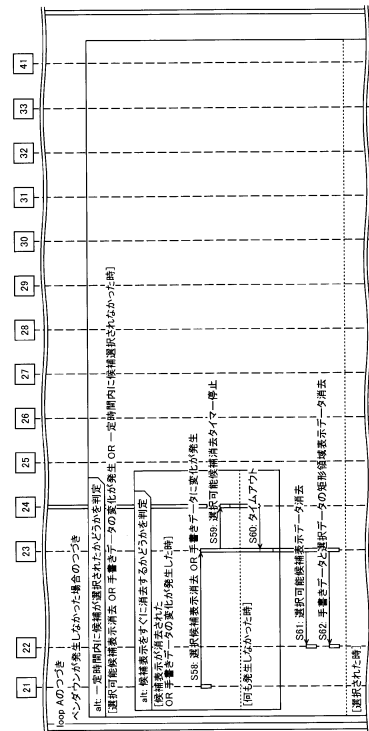 21
22
23
24
25
26
27
28
29
30
31
32
33
41
loop Aのつづき
ペンダウンが発生しなかった場合のつづき
alt: 一定時間内に候補が選択されたかどうかを判定
[選択可能候補表示消去 OR 手書きデータの変化が発生 OR 一定時間内に候補選択されなかった時]
alt: 候補表示をすぐに消去するかどうかを判定
[候補表示が消去された
OR 手書きデータの変化が発生した時]
S58: 選択候補表示消去 OR 手書きデータに変化が発生
S59: 選択可能候補消去タイマー停止
[何も発生しなかった時]
S60: タイムアウト
S61: 選択可能候補表示データ消去
S62: 手書きデータと選択データの矩形領域表示データ消去
[選択された時]